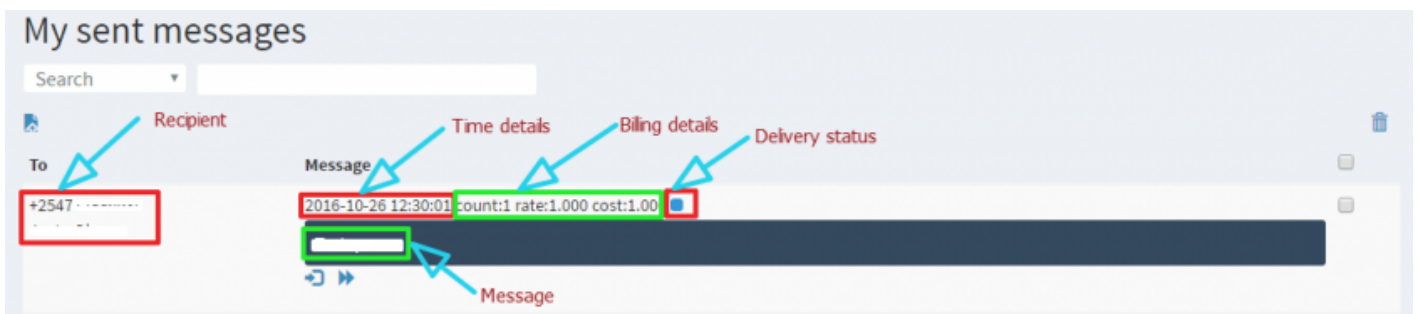 My sent messages
Search
Recipient
Time details
Biling details
Delivery status
To
Message
+2547
2016-10-26 12:30:01 count:1 rate:1.000 cost:1.00
Message